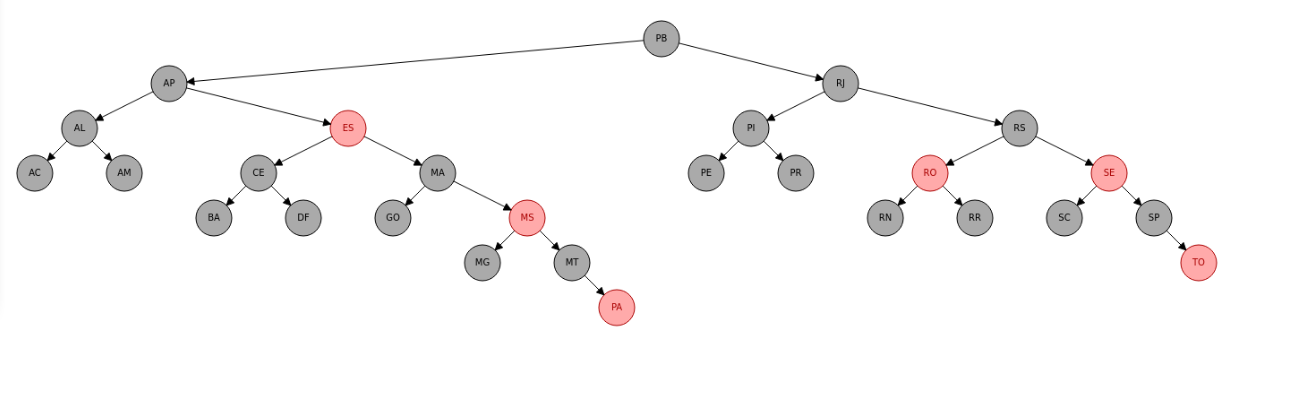 PB
AP RJ
AL ES PI RS
AC AM CE MA PE PR RO SE
BA DF GO MS RN RR SC SP
MG MT TO
PA